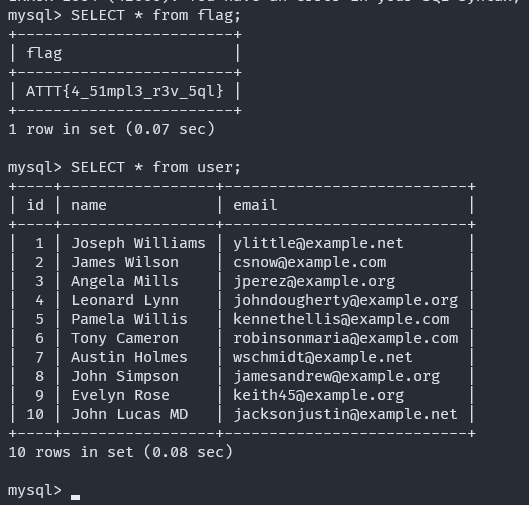 mysql> SELECT * from flag;
+------------------------+
| flag                   |
+------------------------+
| ATTT{4_51mpl3_r3v_5ql} |
+------------------------+
1 row in set (0.07 sec)
mysql> SELECT * from user;
+----+-----------------+---------------------------+
| id | name            | email                     |
+----+-----------------+---------------------------+
|  1 | Joseph Williams | ylittle@example.net       |
|  2 | James Wilson    | csnow@example.com         |
|  3 | Angela Mills    | jperez@example.org        |
|  4 | Leonard Lynn    | johndougherty@example.org |
|  5 | Pamela Willis   | kennethellis@example.com  |
|  6 | Tony Cameron    | robinsonmaria@example.com |
|  7 | Austin Holmes   | wschmidt@example.net      |
|  8 | John Simpson    | jamesandrew@example.org   |
|  9 | Evelyn Rose     | keith45@example.org       |
| 10 | John Lucas MD   | jacksonjustin@example.net |
+----+-----------------+---------------------------+
10 rows in set (0.08 sec)
mysql>